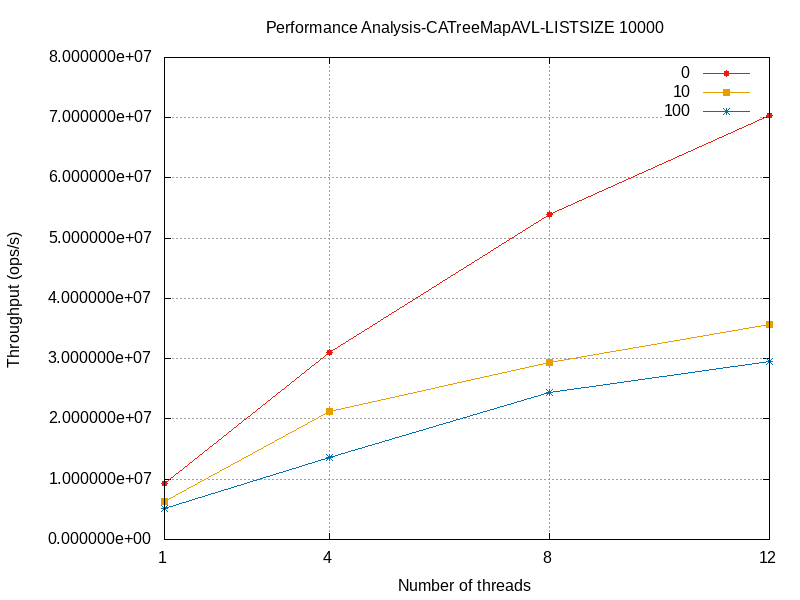 Performance Analysis-CATreeMapAVL-LISTSIZE 10000
8.000000e+07
7.000000e+07
6.000000e+07
5.000000e+07
4.000000e+07
3.000000e+07
2.000000e+07
1.000000e+07
0.000000e+00
Throughput (ops/s)
0
10
100
1 4 8 12
Number of threads